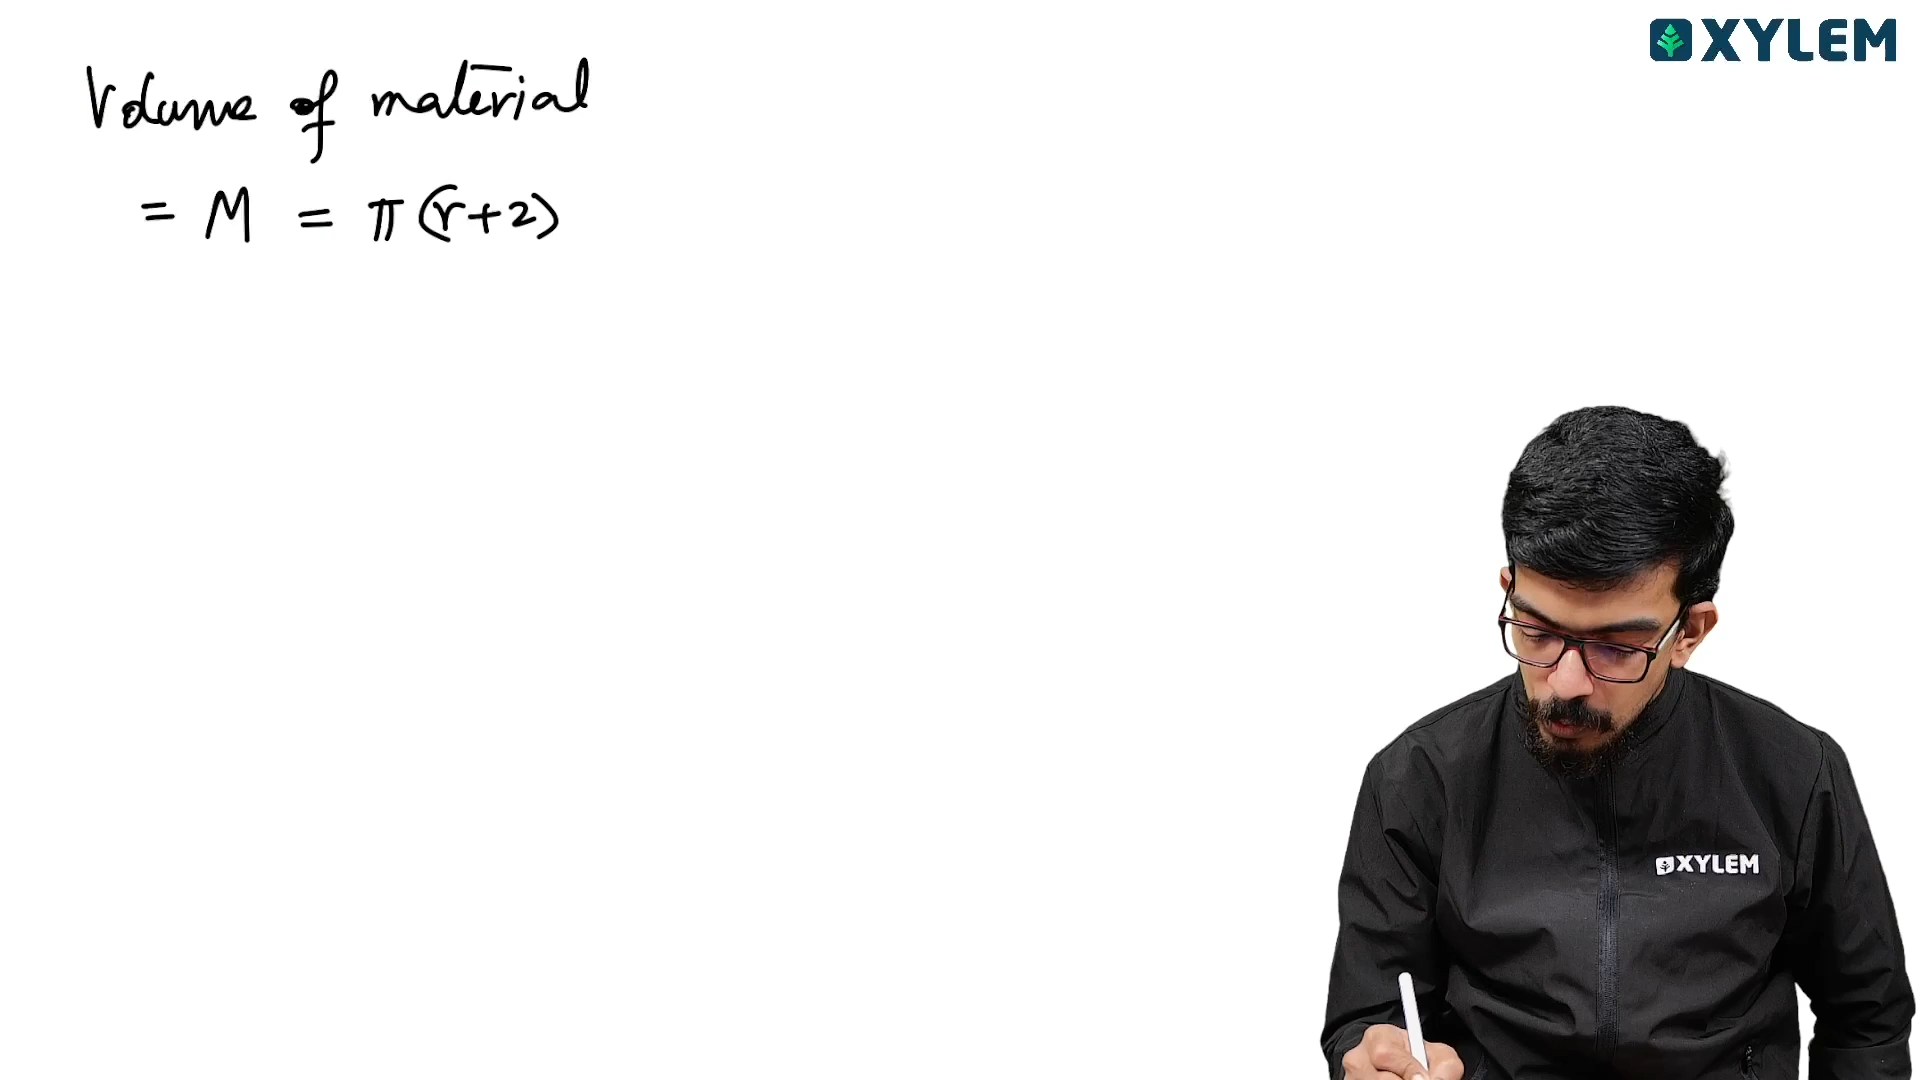 XYLEM
Volume of material
= M = π(r+2)
XYLEM